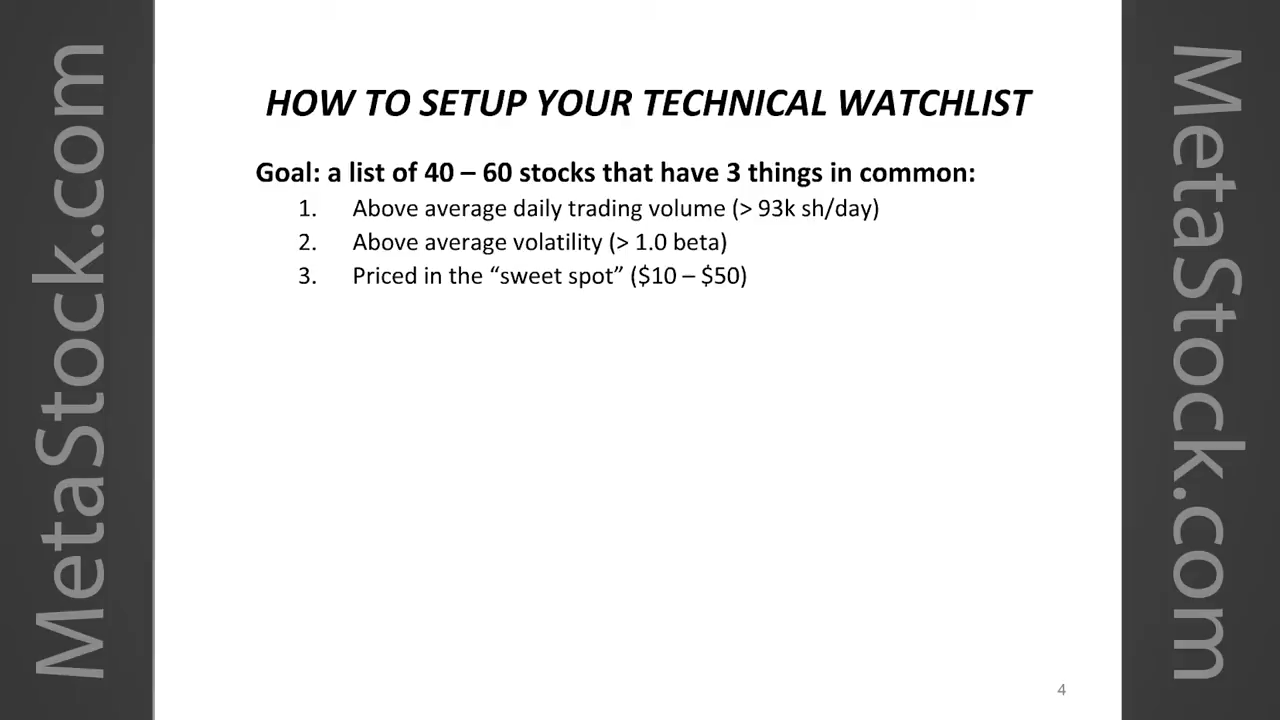 MetaStock.com
HOW TO SETUP YOUR TECHNICAL WATCHLIST
Goal: a list of 40 – 60 stocks that have 3 things in common:
1. Above average daily trading volume (> 93k sh/day)
2. Above average volatility (> 1.0 beta)
3. Priced in the “sweet spot” ($10 – $50)
4
MetaStock.com